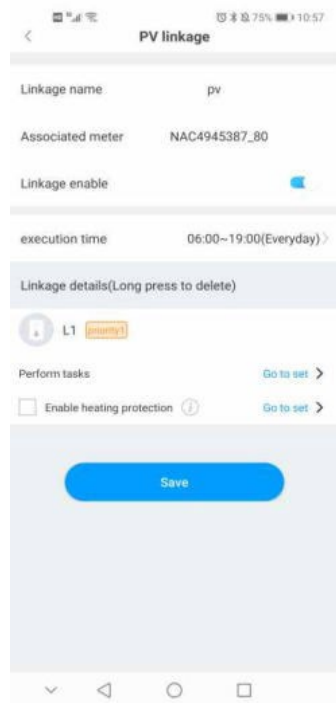 75% 10:57
PV linkage
Linkage name pv
Associated meter NAC4945387_80
Linkage enable
execution time 06:00~19:00(Everyday)
Linkage details(Long press to delete)
L1 priority1
Perform tasks Go to set
Enable heating protection Go to set
Save